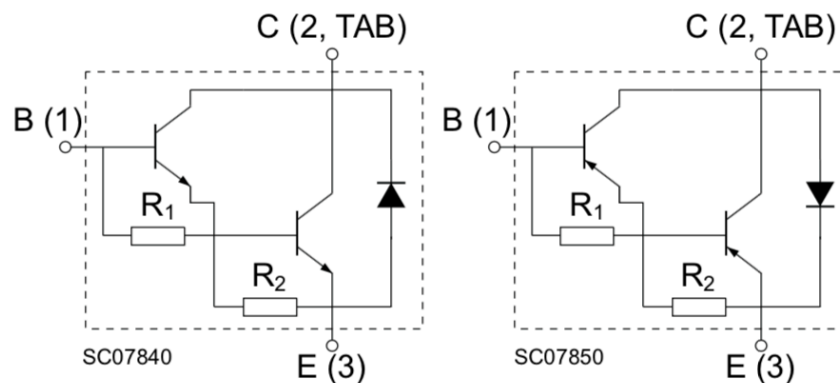 C (2, TAB)
B (1)
R₁
R₂
SC07840
E (3)
C (2, TAB)
B (1)
R₁
R₂
SC07850
E (3)